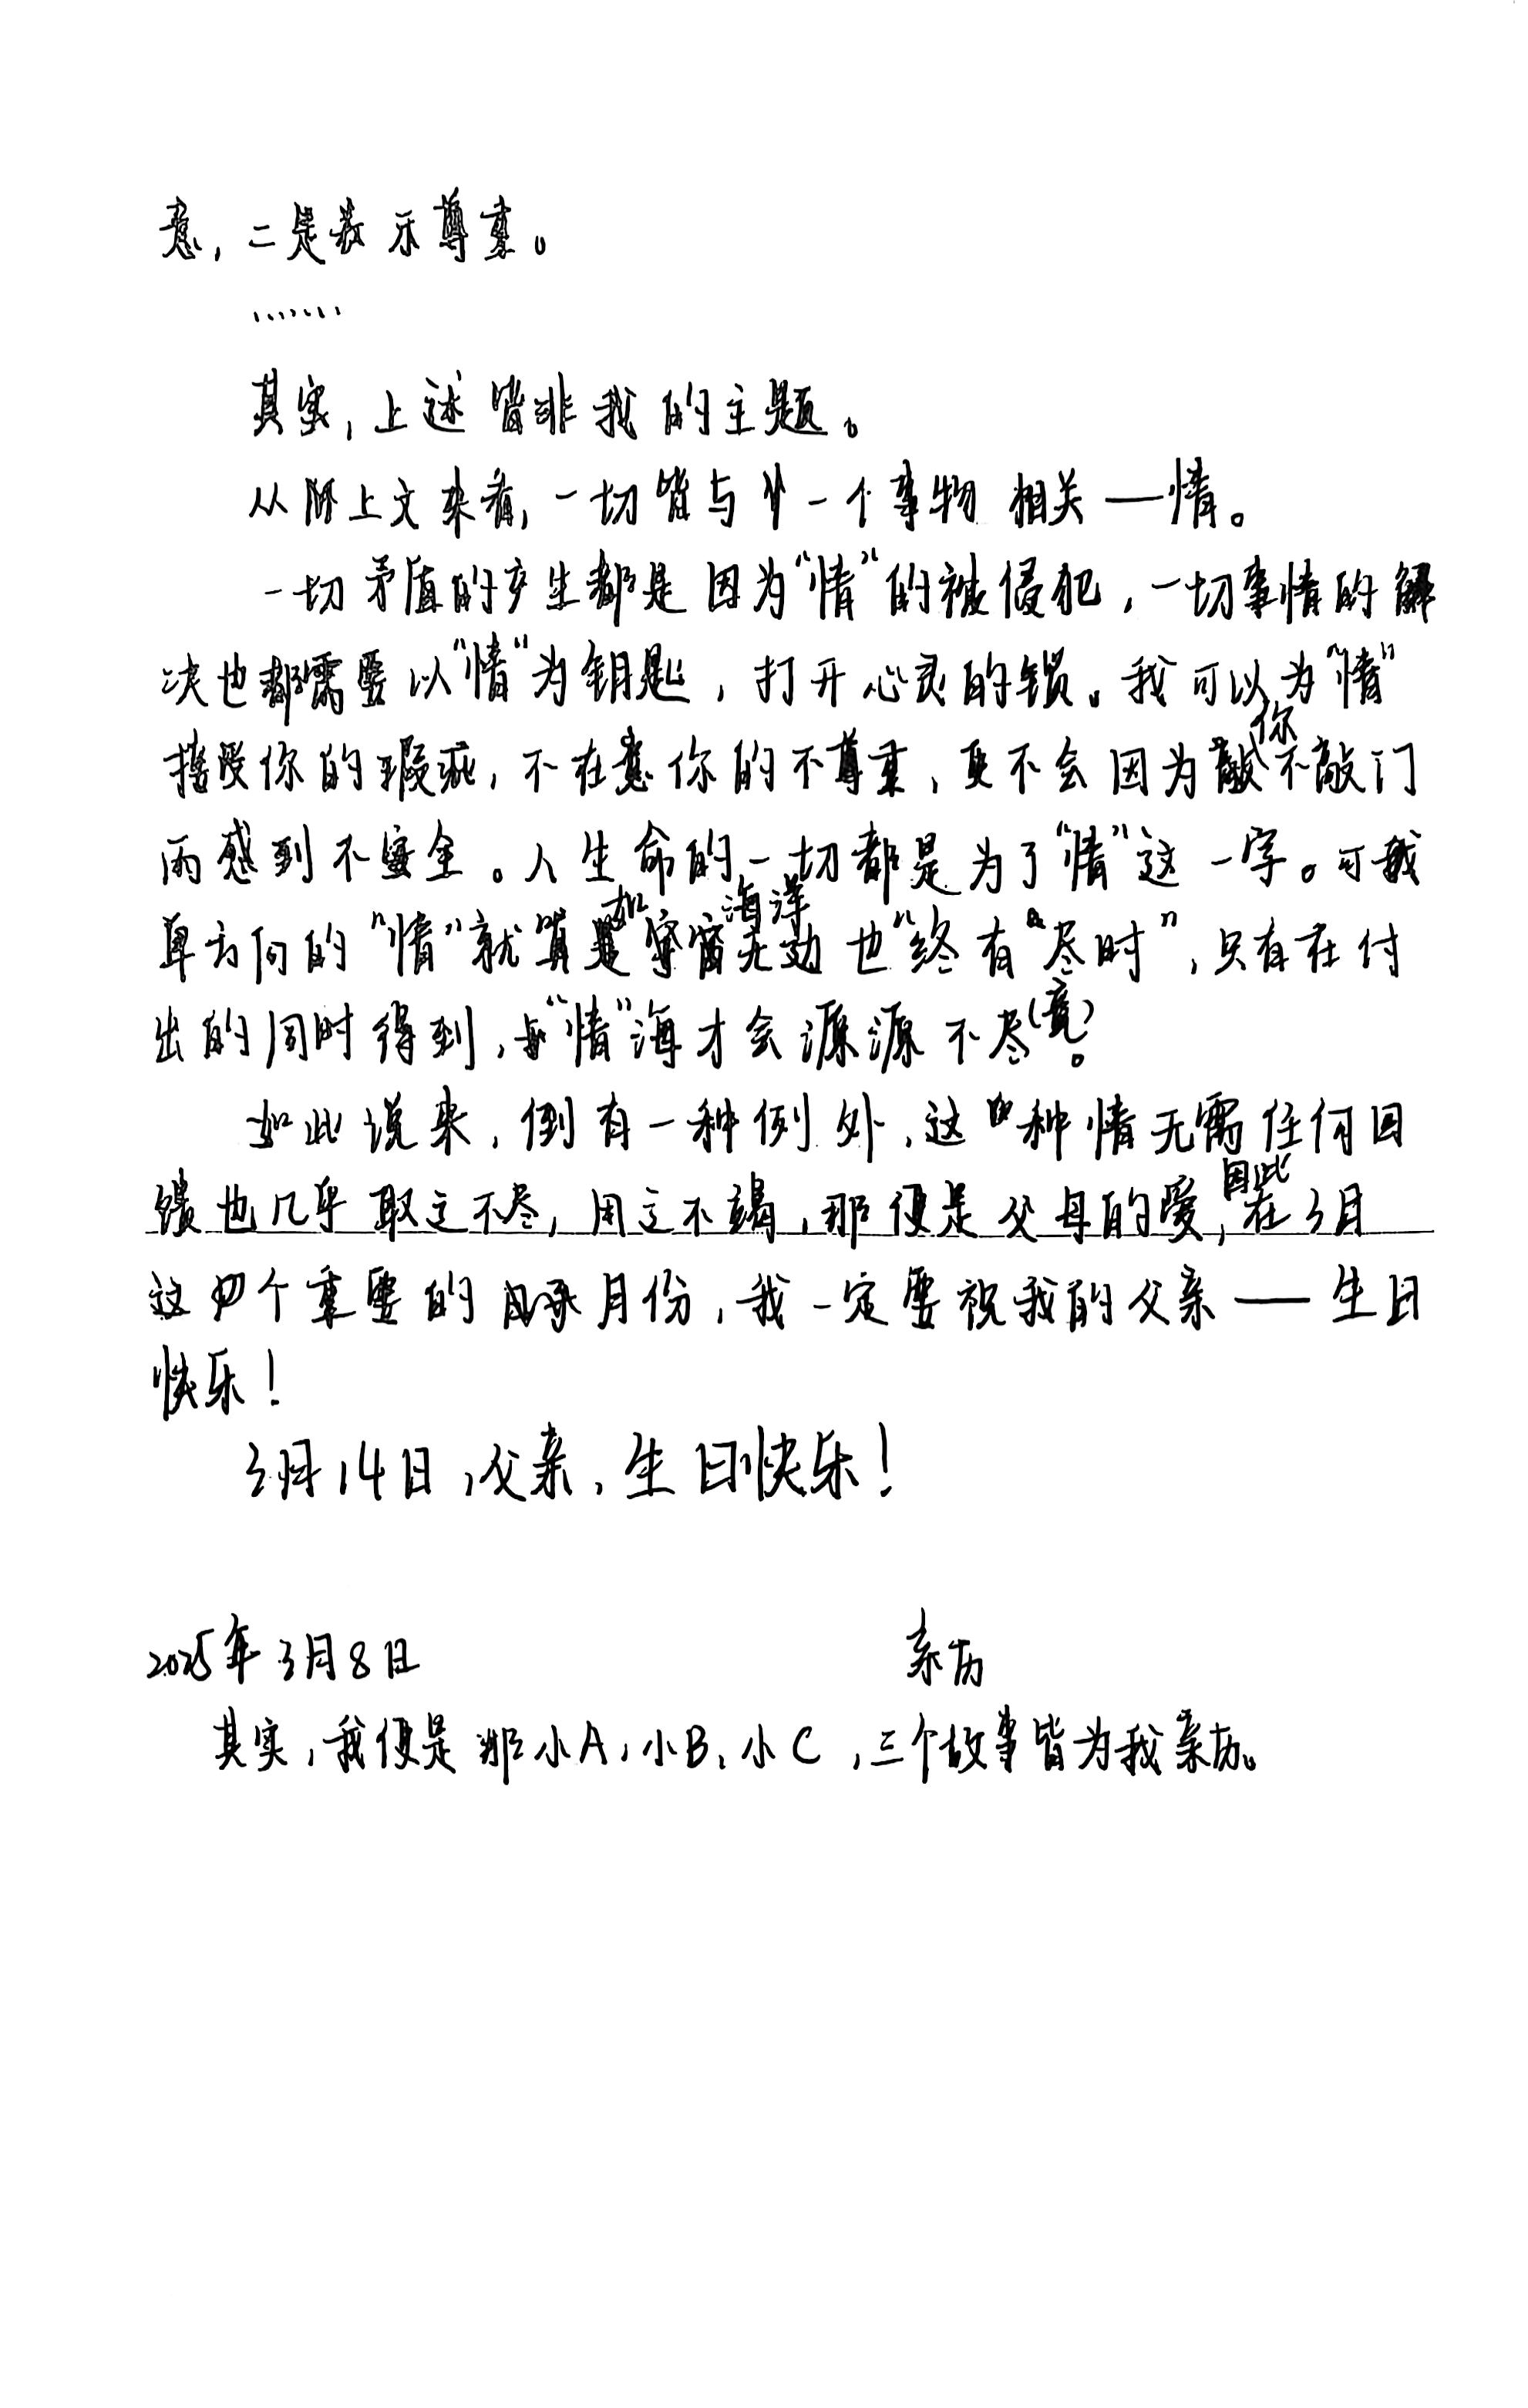 意，二是表示尊重。
……
其实，上述皆非我的主题。
从上文来看，一切皆与一个事物相关——情。
一切矛盾的产生都是因为“情”的被侵犯，一切事情的解
决也都需要以“情”为钥匙，打开心灵的锁。我可以为“情”
接受你的瑕疵，不在意你的不尊重，更不会因为你不敲门
而感到不安全。人生命的一切都是为了“情”这一字。可我
单方向的“情”就算如海洋无边也“终有尽时”，只有在付
出的同时得到，“情”海才会源源不尽（竟）。
如此说来，倒有一种例外，这种情无需任何回
馈也几乎取之不尽，用之不竭，那便是父母的爱，因此在3月
这个重要的月份，我一定要祝我的父亲——生日
快乐！
3月14日，父亲，生日快乐！
2025年3月8日 亲历
其实，我便是那小A，小B，小C，三个故事皆为我亲历。